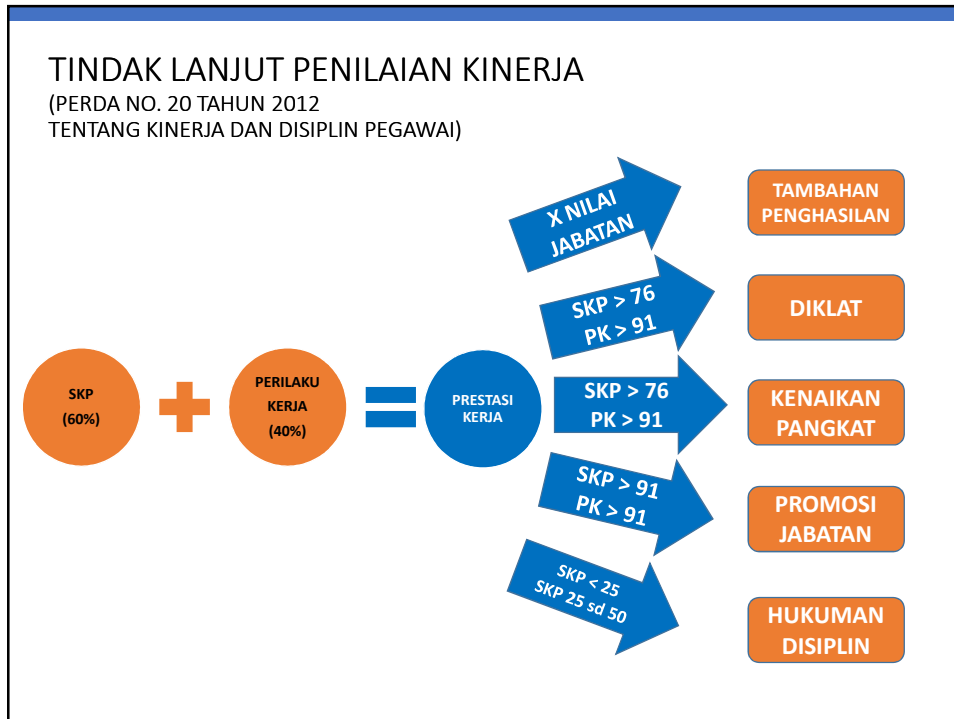 TINDAK LANJUT PENILAIAN KINERJA
(PERDA NO. 20 TAHUN 2012
TENTANG KINERJA DAN DISIPLIN PEGAWAI)
SKP
(60%)
PERILAKU
KERJA
(40%)
PRESTASI
KERJA
X NILAI
JABATAN
TAMBAHAN
PENGHASILAN
SKP > 76
PK > 91
DIKLAT
SKP > 76
PK > 91
KENAIKAN
PANGKAT
SKP > 91
PK > 91
PROMOSI
JABATAN
SKP < 25
SKP 25 sd 50
HUKUMAN
DISIPLIN